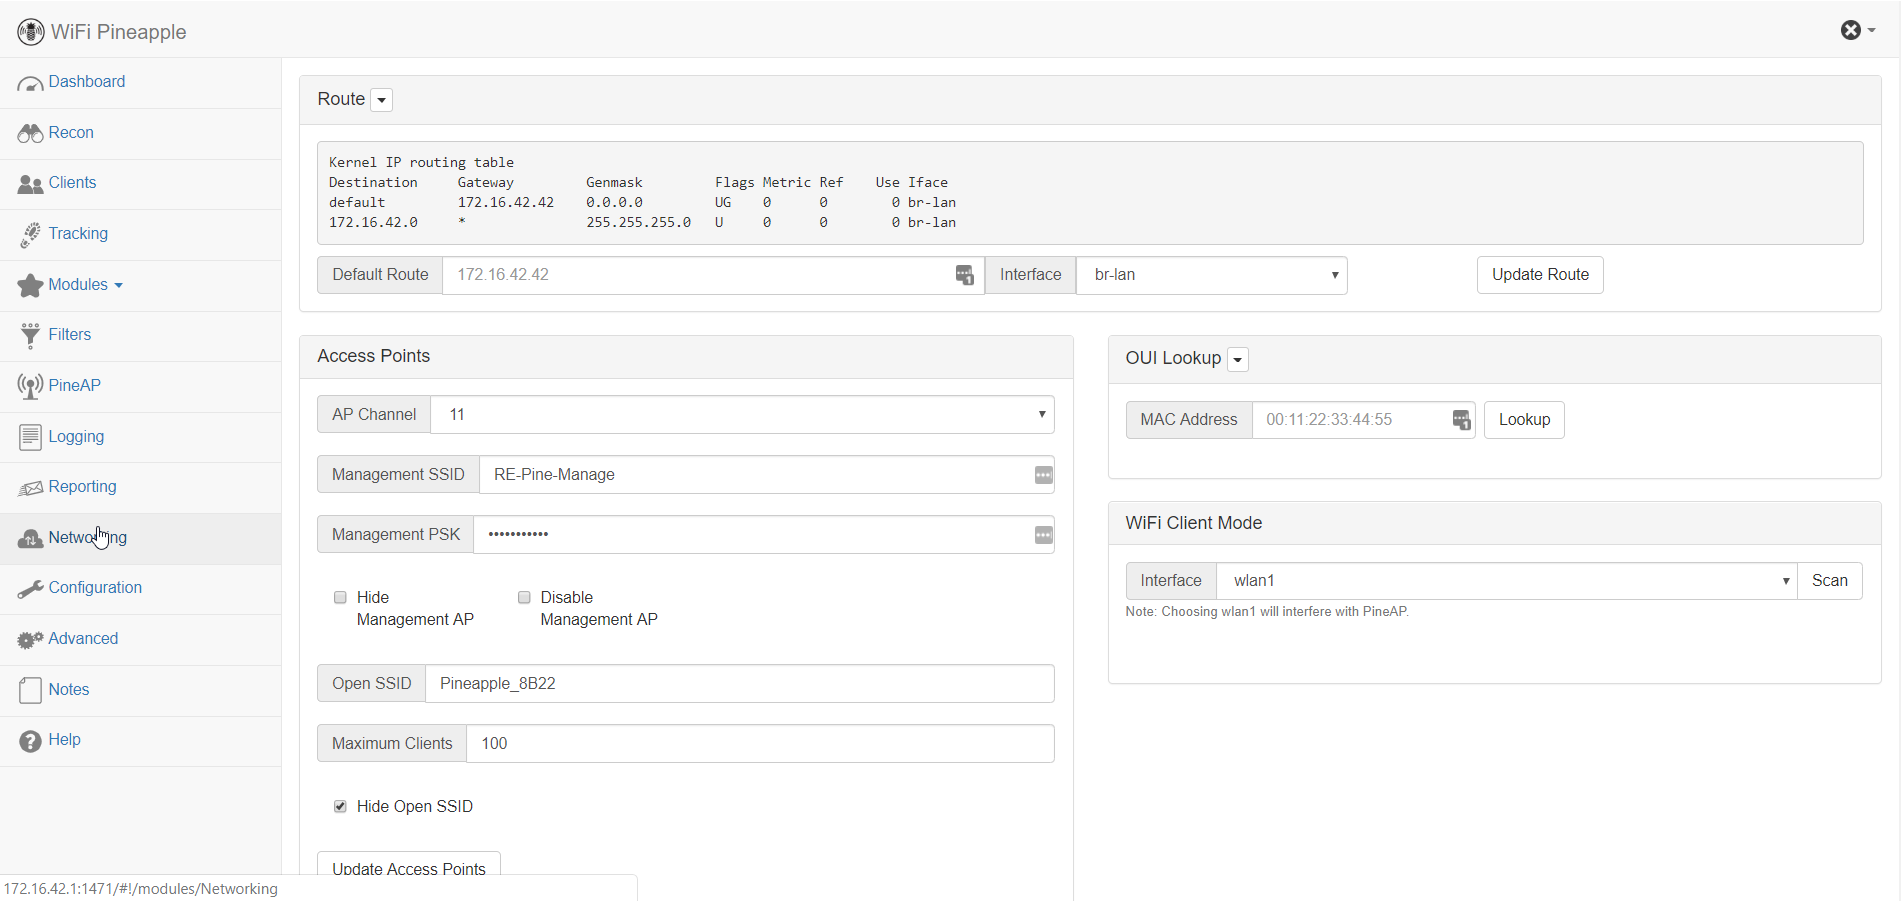 WiFi Pineapple
Dashboard
Recon
Clients
Tracking
Modules
Filters
PineAP
Logging
Reporting
Networking
Configuration
Advanced
Notes
Help
Route
Kernel IP routing table
Destination Gateway Genmask Flags Metric Ref Use Iface
default 172.16.42.42 0.0.0.0 UG 0 0 0 br-lan
172.16.42.0 * 255.255.255.0 U 0 0 0 br-lan
Default Route 172.16.42.42 1 Interface br-lan Update Route
Access Points
AP Channel 11
Management SSID RE-Pine-Manage
Management PSK •••••••••••
Hide
Management AP
Disable
Management AP
Open SSID Pineapple_8B22
Maximum Clients 100
Hide Open SSID
Update Access Points
OUI Lookup
MAC Address 00:11:22:33:44:55 1 Lookup
WiFi Client Mode
Interface wlan1 Scan
Note: Choosing wlan1 will interfere with PineAP.
172.16.42.1:1471/#!/modules/Networking